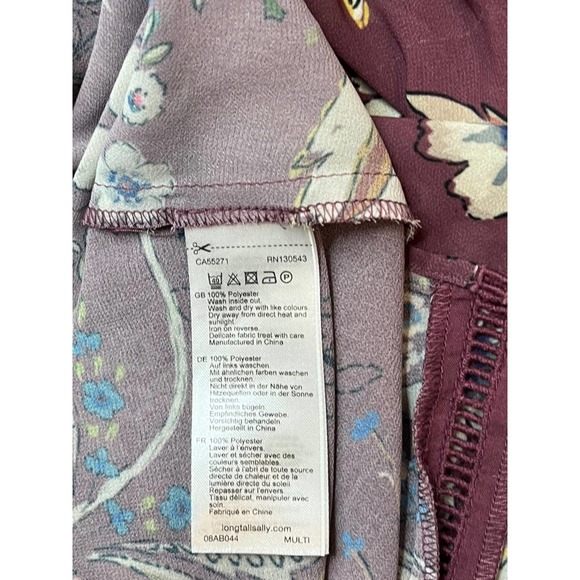 CA55271 RN130543
40 P
GB 100% Polyester
Wash inside out.
Wash and dry with like colours.
Dry away from direct heat and
sunlight.
Iron on reverse.
Delicate fabric treat with care
Manufactured in China
DE 100% Polyester
Auf links waschen.
Mit ähnlichen farben waschen
und trocknen.
Nicht direkt in der Nähe von
Hitzequellen oder in der Sonne
trocknen.
Von links bügeln
Empfindliches Gewebe.
Vorsichtig behandeln
Hergestellt in China
FR 100% Polyester
Laver à l'envers.
Laver et sécher avec des
couleurs semblables.
Sécher à l'abri de toute source
directe de chaleur et de la
lumière directe du soleil.
Repasser sur l'envers.
Tissu délicat, manipuler avec
soin.
Fabriqué en Chine
longtallsally.com
08AB044 MULTI